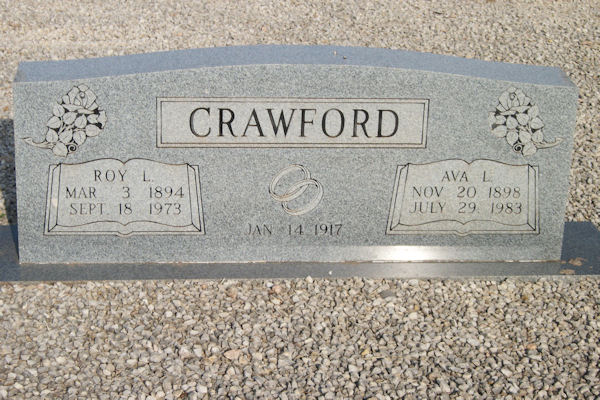 CRAWFORD
ROY L.
MAR 3 1894
SEPT. 18 1973
JAN 14 1917
AVA L.
NOV 20 1898
JULY 29, 1983